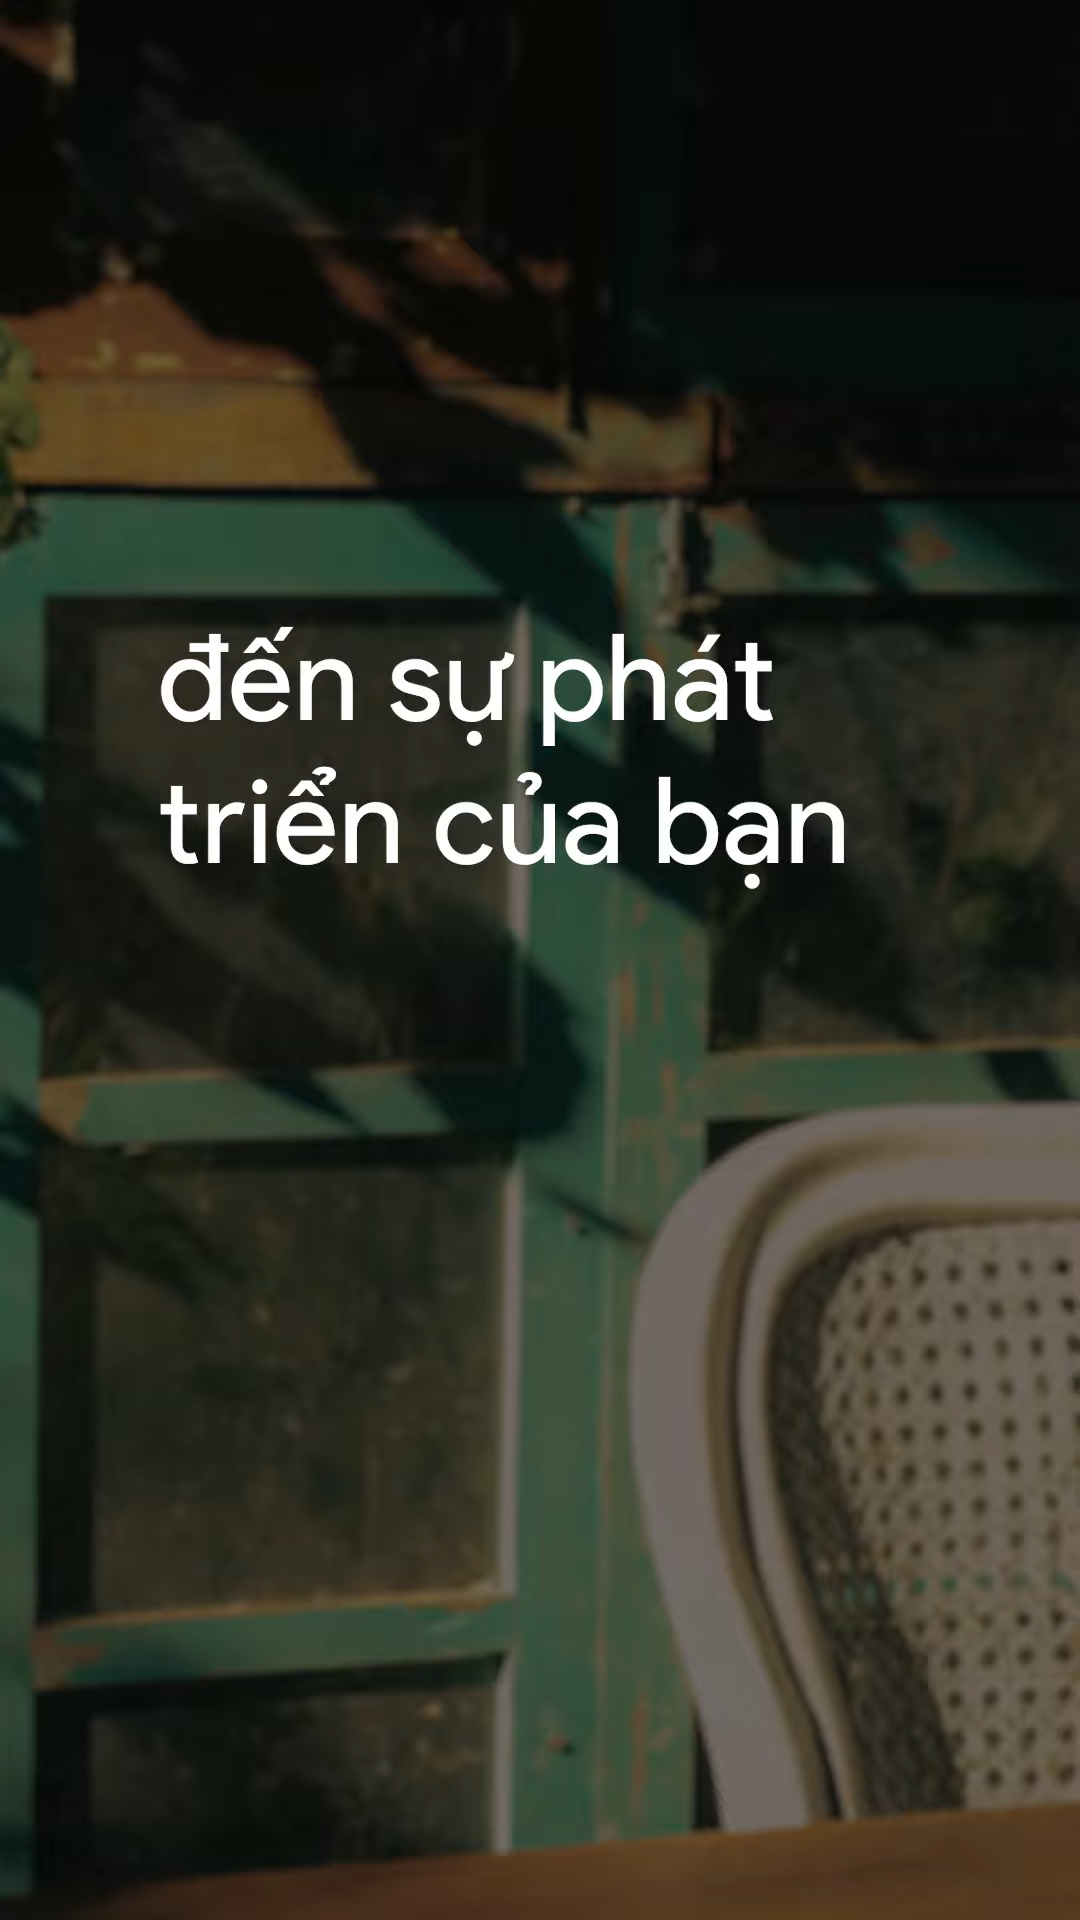 đến sự phát
triển của bạn